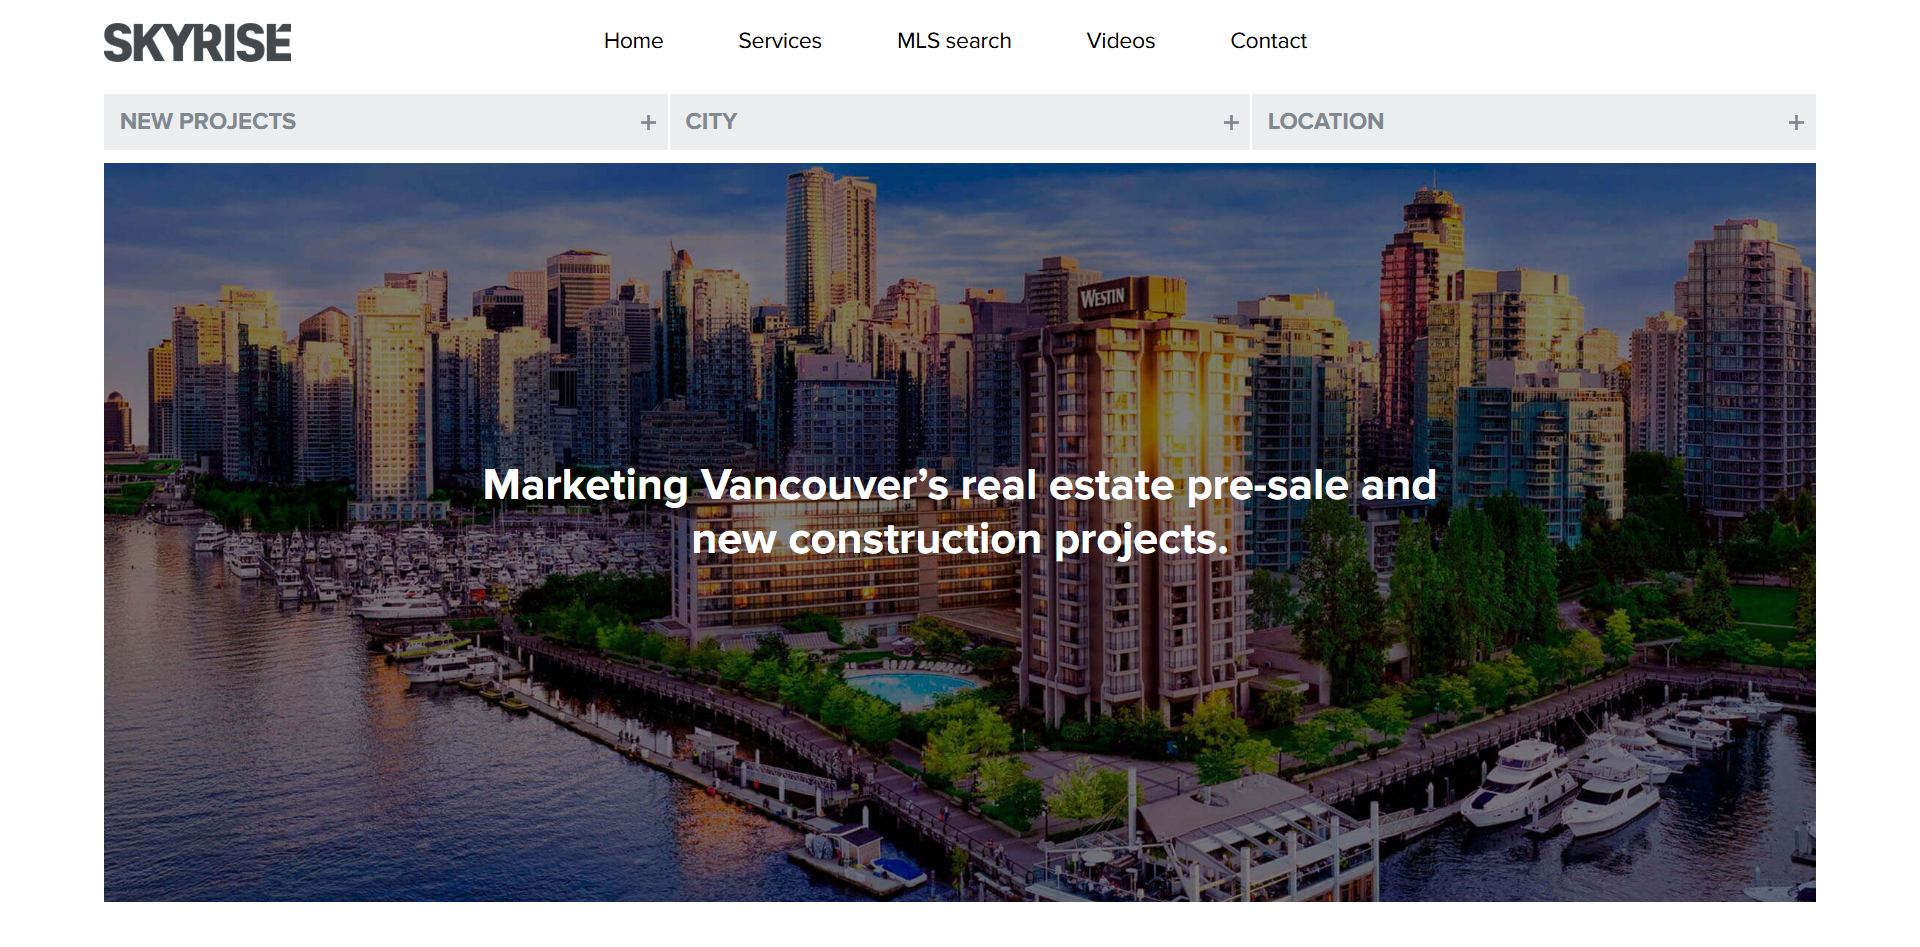 SKYRISE
Home Services MLS search Videos Contact
NEW PROJECTS + CITY + LOCATION +
WESTIN
Marketing Vancouver’s real estate pre-sale and
new construction projects.